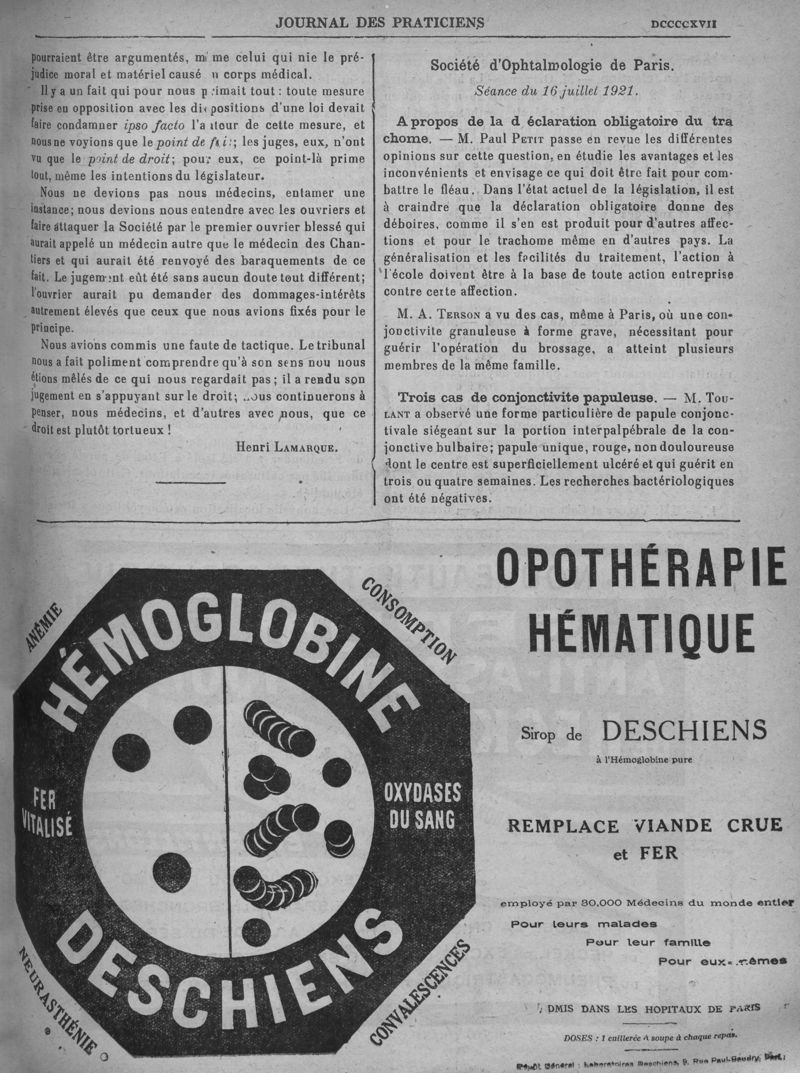 JOURNAL DES PRATICIENS
DCCCCXVII
pourraient être argumentés, même celui qui nie le pré-
judice moral et matériel causé u corps médical.
Il y a un fait qui pour nous primait tout : toute mesure
prise en opposition avec les dispositions d'une loi devait
faire condamner ipso facto l'auteur de cette mesure, et
nous ne voyions que le point de fait; les juges, eux, n'ont
vu que le point de droit; pour eux, ce point-là prime
tout, même les intentions du législateur.
Nous ne devions pas nous médecins, entamer une
instance; nous devions nous entendre avec les ouvriers et
faire attaquer la Société par le premier ouvrier blessé qui
aurait appelé un médecin autre que le médecin des Chan-
tiers et qui aurait été renvoyé des baraquements de ce
fait. Le jugement eût été sans aucun doute tout différent;
l'ouvrier aurait pu demander des dommages-intérêts
autrement élevés que ceux que nous avions fixés pour le
principe.
Nous avions commis une faute de tactique. Le tribunal
nous a fait poliment comprendre qu'à son sens nou nous
étions mêlés de ce qui nous regardait pas ; il a rendu son
jugement en s'appuyant sur le droit; ..ous continuerons à
penser, nous médecins, et d'autres avec nous, que ce
droit est plutôt tortueux !
Henri LAMARQUE.
Société d'Ophtalmologie de Paris.
Séance du 16 juillet 1921.
A propos de la d éclaration obligatoire du tra
chome. — M. Paul PETIT passe en revue les différentes
opinions sur cette question, en étudie les avantages et les
inconvénients et envisage ce qui doit être fait pour com-
battre le fléau. Dans l'état actuel de la législation, il est
à craindre que la déclaration obligatoire donne des
déboires, comme il s'en est produit pour d'autres affec-
tions et pour le trachome même en d'autres pays. La
généralisation et les facilités du traitement, l'action à
l'école doivent être à la base de toute action entreprise
contre cette affection.
M. A. TERSON a vu des cas, même à Paris, où une con-
jonctivite granuleuse à forme grave, nécessitant pour
guérir l'opération du brossage, a atteint plusieurs
membres de la même famille.
Trois cas de conjonctivite papuleuse. — M. TOU-
LANT a observé une forme particulière de papule conjonc-
tivale siégeant sur la portion interpalpébrale de la con-
jonctive bulbaire; papule unique, rouge, non douloureuse
dont le centre est superficiellement ulcéré et qui guérit en
trois ou quatre semaines. Les recherches bactériologiques
ont été négatives.
ANÉMIE
CONSOMPTION
HÉMOGLOBINE
FER
VITALISÉ
OXYDASES
DU SANG
DESCHIENS
NEURASTHÉNIE
CONVALESCENCES
OPOTHÉRAPIE
HÉMATIQUE
Sirop de DESCHIENS
à l'Hémoglobine pure
REMPLACE VIANDE CRUE
et FER
employé par 30,000 Médecins du monde entier
Pour leurs malades
Pour leur famille
Pour eux-mêmes
DMIS DANS LES HOPITAUX DE PARIS
DOSES : 1 cuillerée à soupe à chaque repas.
Dépôt Général : Laboratoires Deschiens, 9, Rue Paul-Baudry, Paris